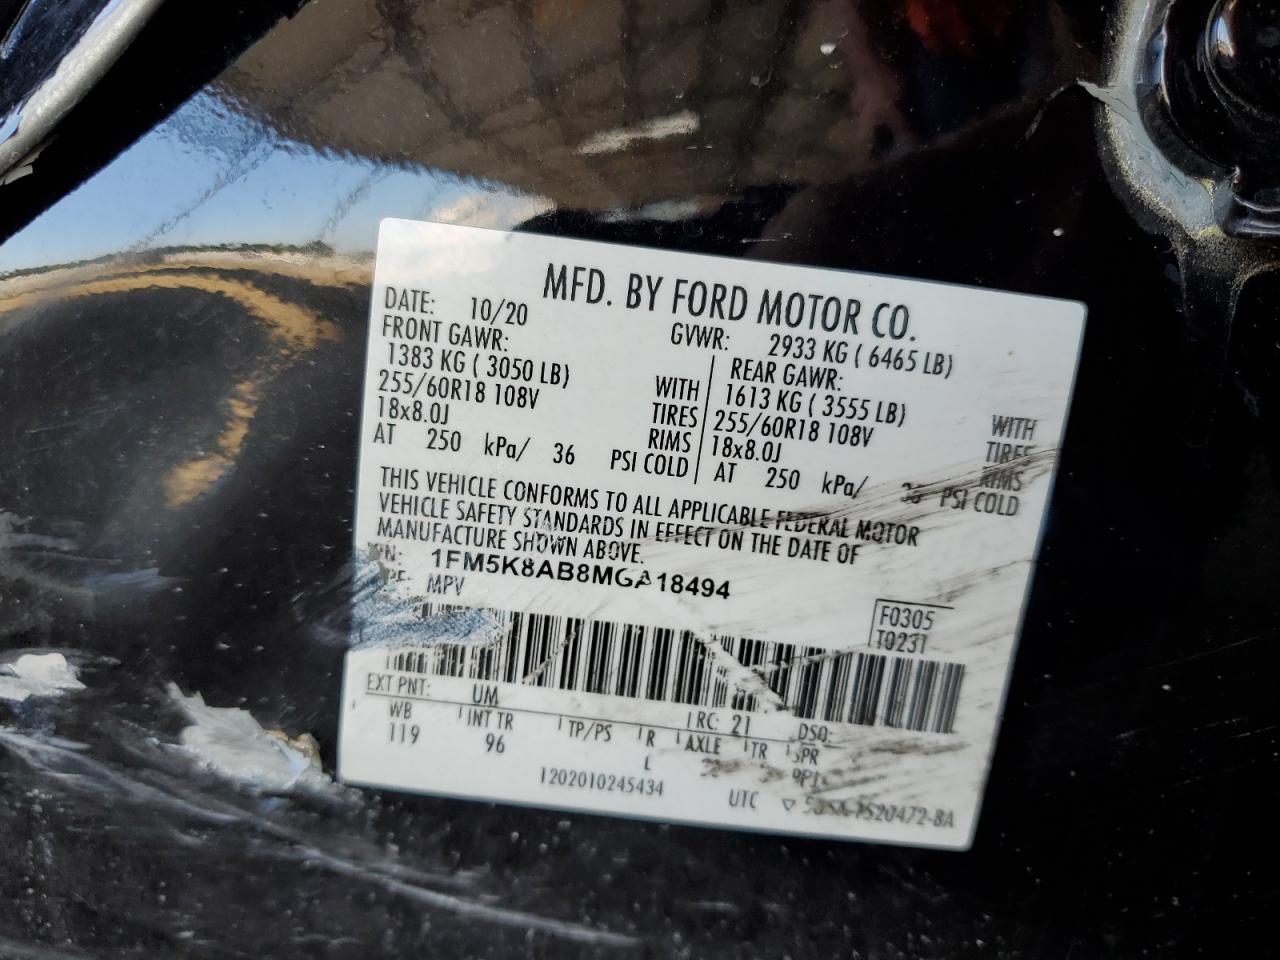 MFD. BY FORD MOTOR CO.
DATE: 10/20
GVWR: 2933 KG ( 6465 LB)
FRONT GAWR:
1383 KG ( 3050 LB) WITH
255/60R18 108V TIRES
18x8.0J RIMS
AT 250 kPa/ 36 PSI COLD
REAR GAWR:
1613 KG ( 3555 LB) WITH
255/60R18 108V TIRES
18x8.0J RIMS
AT 250 kPa/ PSI COLD
THIS VEHICLE CONFORMS TO ALL APPLICABLE FEDERAL MOTOR
VEHICLE SAFETY STANDARDS IN EFFECT ON THE DATE OF
MANUFACTURE SHOWN ABOVE.
1FM5K8AB8MGA18494
MPV
F0305
T0231
EXT PNT: UM RC: 21 DSO:
WB INT TR TP/PS R AXLE TR SPR
119 96 L
1202010245434
UTC